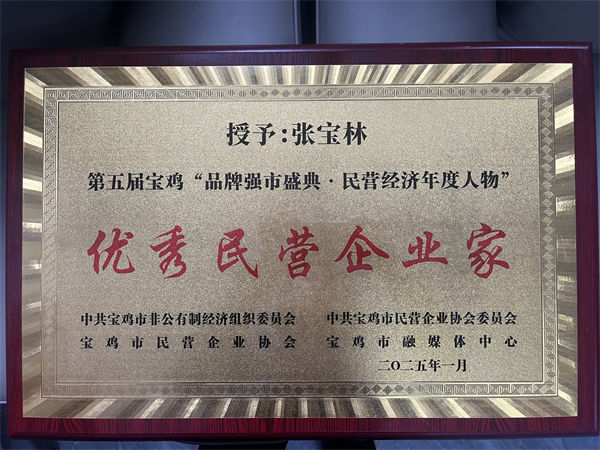 授予:张宝林
第五届宝鸡“品牌强市盛典·民营经济年度人物”
优秀民营企业家
中共宝鸡市非公有制经济组织委员会 中共宝鸡市民营企业协会委员会
宝鸡市民营企业协会 宝鸡市融媒体中心
二〇二五年一月